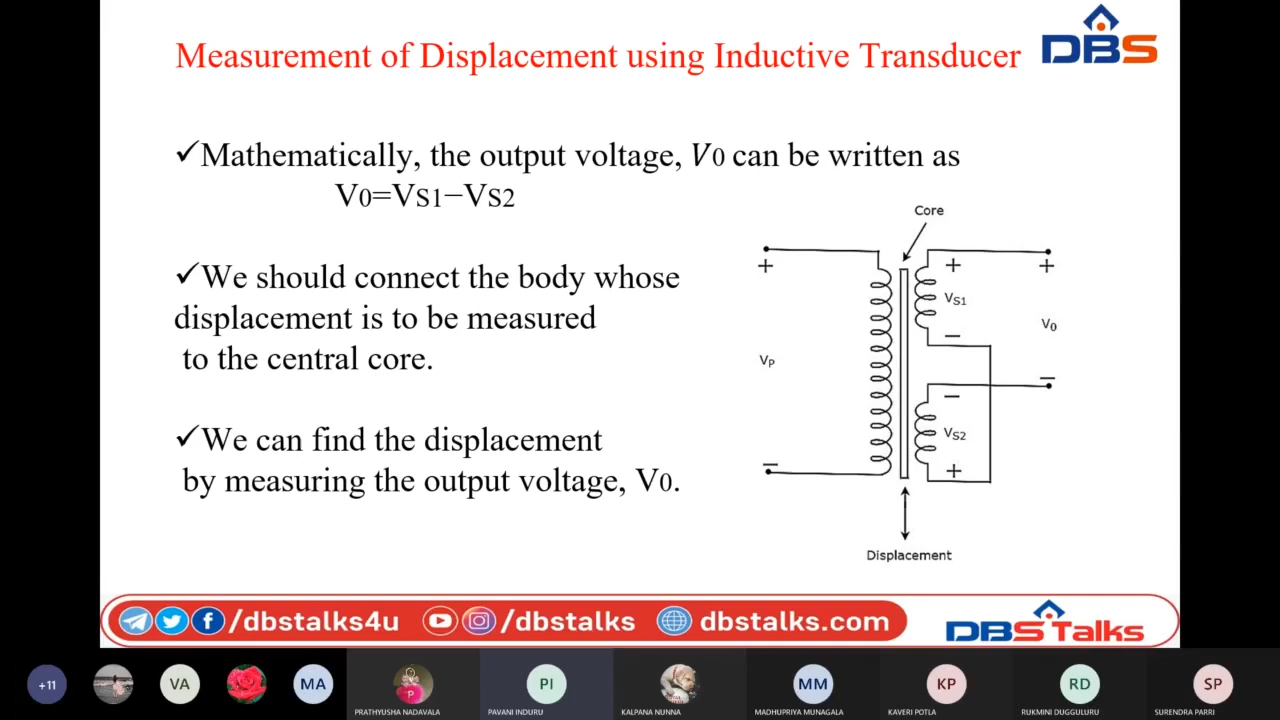 Measurement of Displacement using Inductive Transducer
DBS
✓Mathematically, the output voltage, V0 can be written as
V0=VS1−VS2
✓We should connect the body whose
displacement is to be measured
to the central core.
✓We can find the displacement
by measuring the output voltage, V0.
Core
+
+
+
VS1
−
V0
VP
−
−
VS2
+
−
Displacement
/dbstalks4u
/dbstalks
dbstalks.com
DBS Talks
+11
VA
MA
P
PRATHYUSHA NADAVALA
PI
PAVANI INDURU
KALPANA NUNNA
MM
MADHUPRIYA MUNAGALA
KP
KAVERI POTLA
RD
RUKMINI DUGGULURU
SP
SURENDRA PARRI